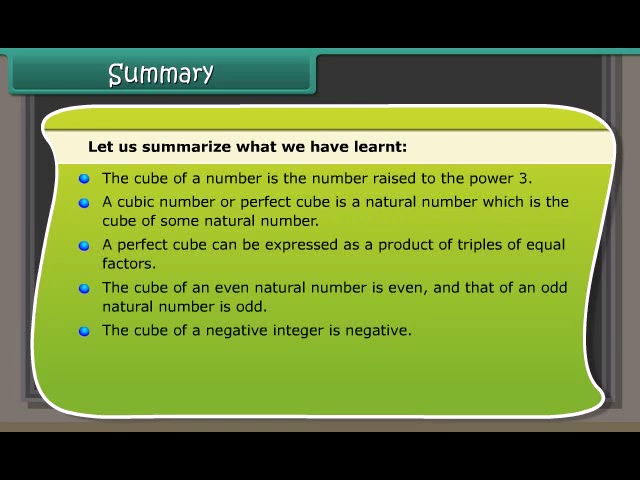 Summary
Let us summarize what we have learnt:
The cube of a number is the number raised to the power 3.
A cubic number or perfect cube is a natural number which is the
cube of some natural number.
A perfect cube can be expressed as a product of triples of equal
factors.
The cube of an even natural number is even, and that of an odd
natural number is odd.
The cube of a negative integer is negative.